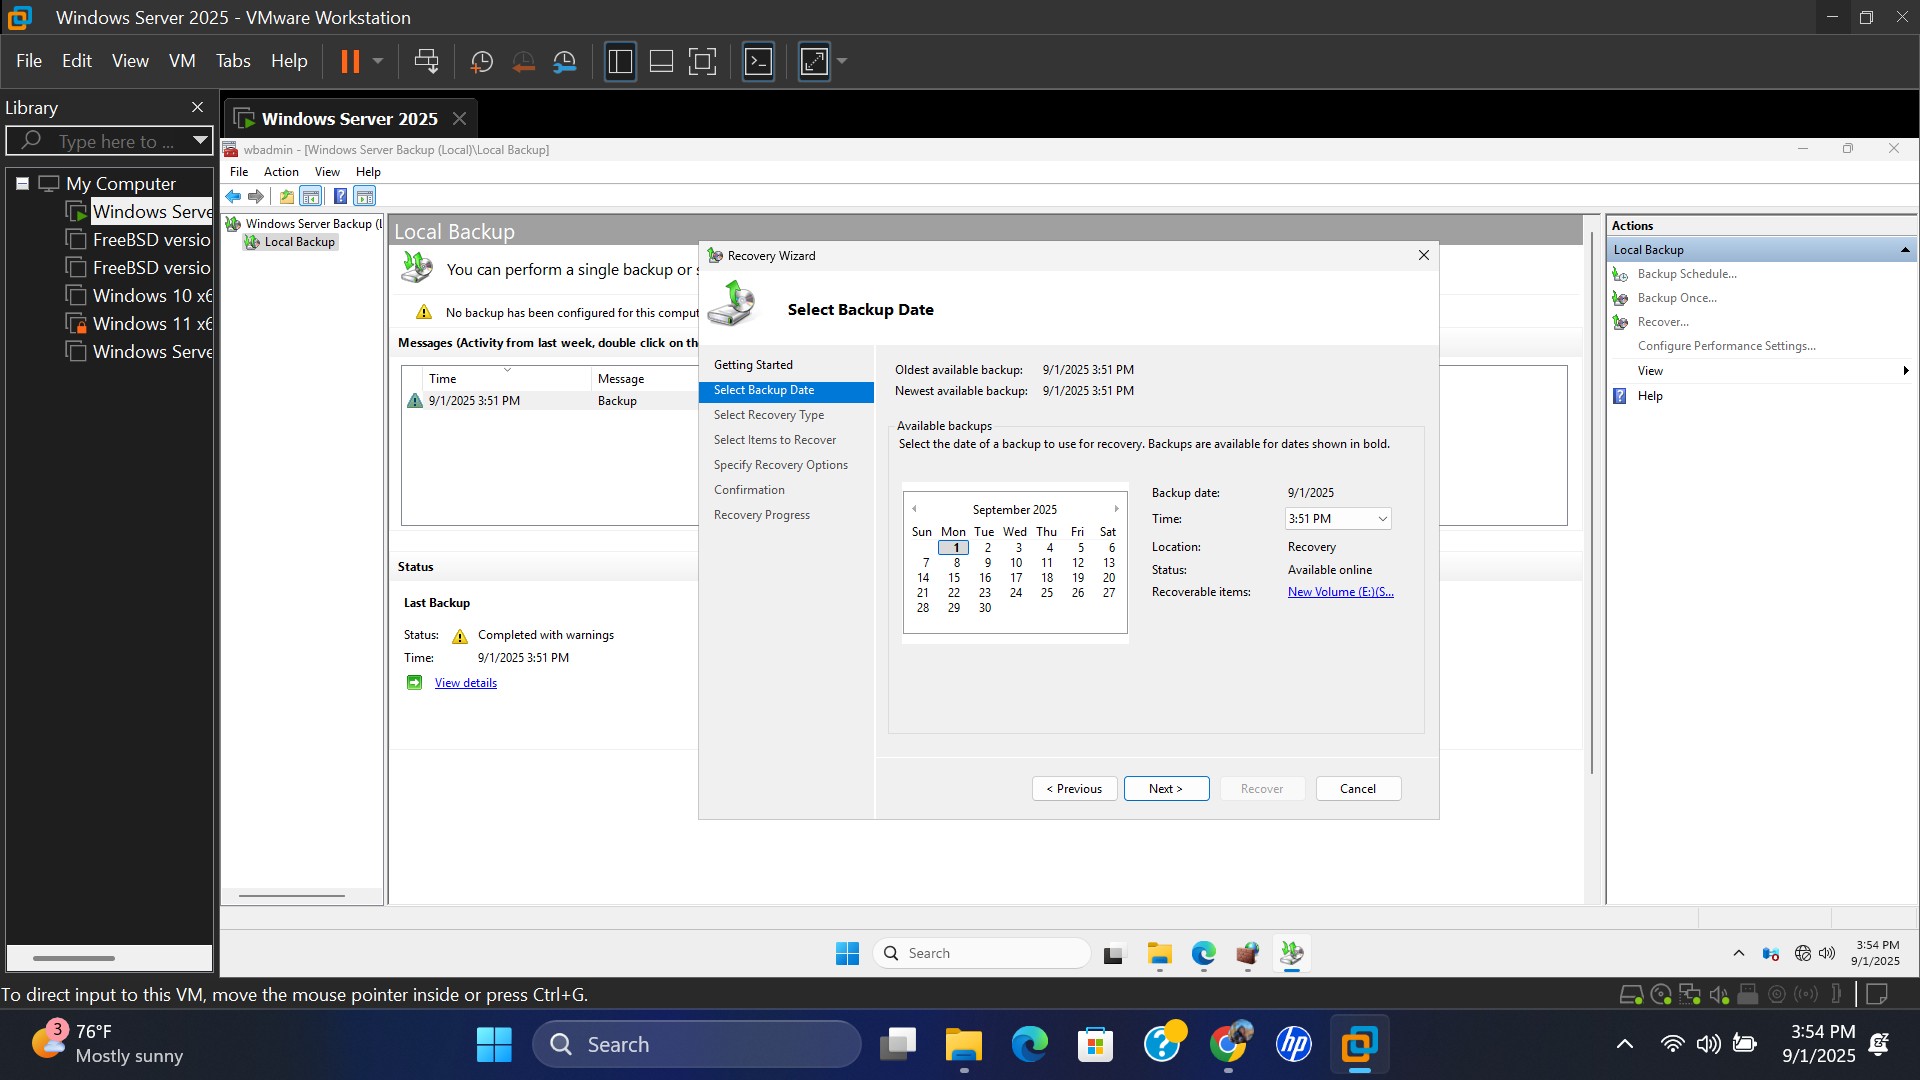 Windows Server 2025 - VMware Workstation
File Edit View VM Tabs Help
Library
Type here to ...
My Computer
Windows Serve
FreeBSD versio
FreeBSD versio
Windows 10 x6
Windows 11 x6
Windows Serve
Windows Server 2025
wbadmin - [Windows Server Backup (Local)\Local Backup]
File Action View Help
Windows Server Backup (L
Local Backup
Local Backup
You can perform a single backup or s
No backup has been configured for this comput
Messages (Activity from last week, double click on th
Time Message
9/1/2025 3:51 PM Backup
Status
Last Backup
Status: Completed with warnings
Time: 9/1/2025 3:51 PM
View details
Recovery Wizard
Select Backup Date
Getting Started
Select Backup Date
Select Recovery Type
Select Items to Recover
Specify Recovery Options
Confirmation
Recovery Progress
Oldest available backup: 9/1/2025 3:51 PM
Newest available backup: 9/1/2025 3:51 PM
Available backups
Select the date of a backup to use for recovery. Backups are available for dates shown in bold.
September 2025
Sun Mon Tue Wed Thu Fri Sat
1 2 3 4 5 6
7 8 9 10 11 12 13
14 15 16 17 18 19 20
21 22 23 24 25 26 27
28 29 30
Backup date: 9/1/2025
Time: 3:51 PM
Location: Recovery
Status: Available online
Recoverable items: New Volume (E:)(S...
< Previous Next > Recover Cancel
Actions
Local Backup
Backup Schedule...
Backup Once...
Recover...
Configure Performance Settings...
View
Help
Search
3:54 PM
9/1/2025
To direct input to this VM, move the mouse pointer inside or press Ctrl+G.
3
76°F
Mostly sunny
Search
hp
3:54 PM
9/1/2025